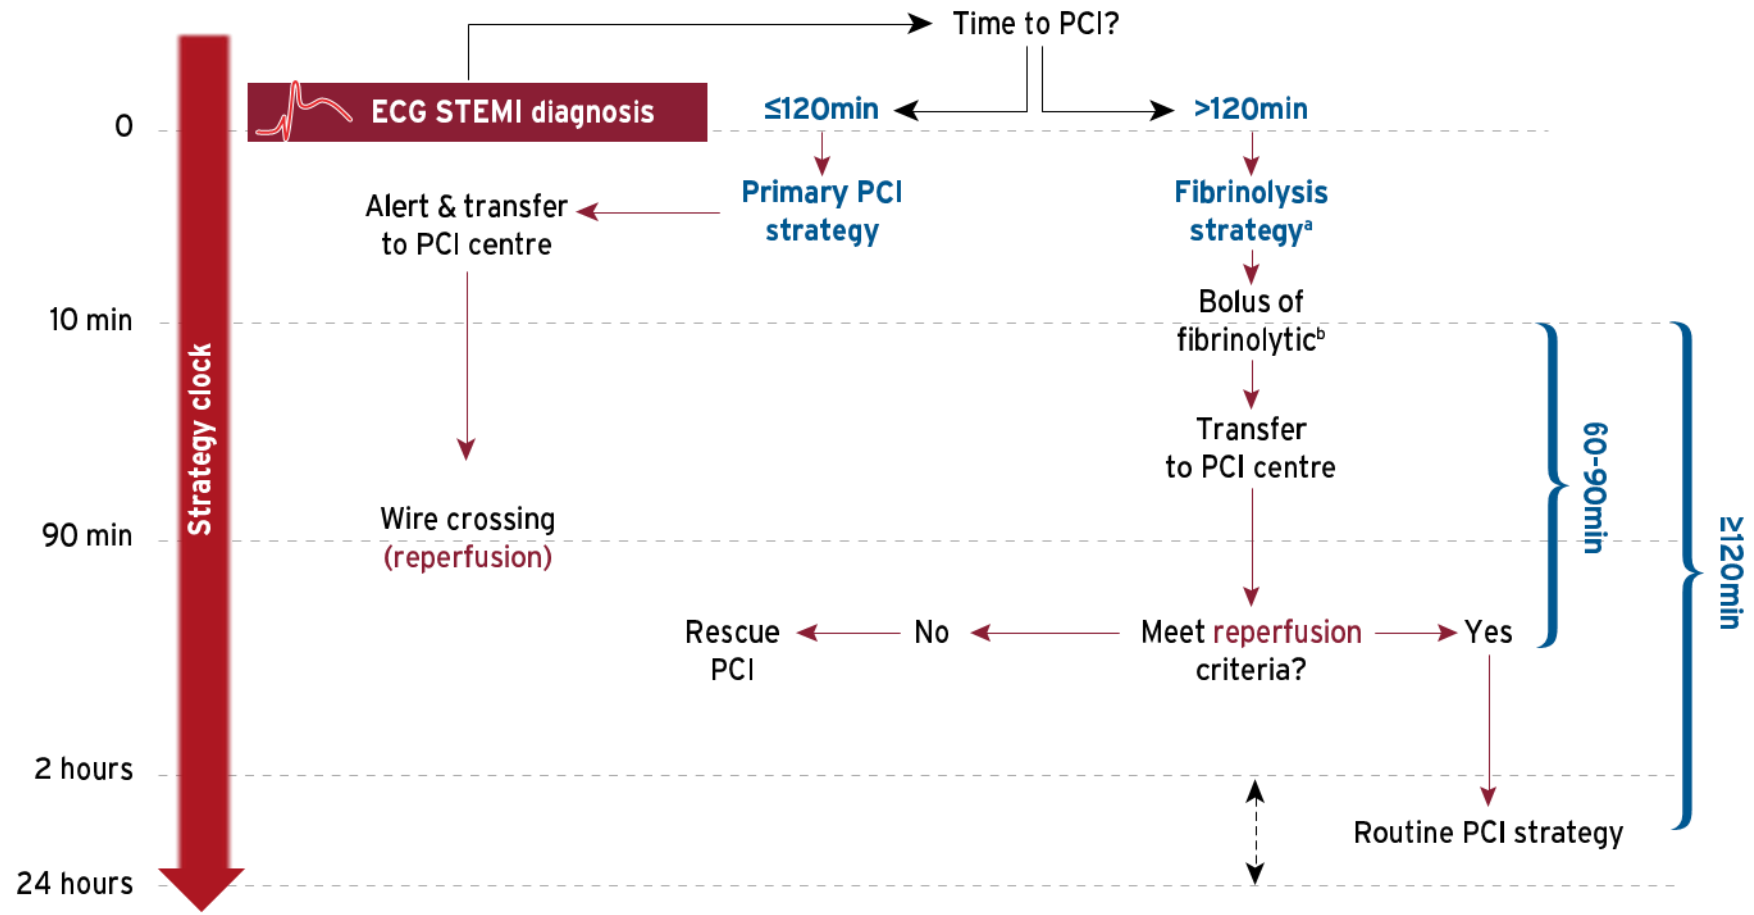 Time to PCI?
ECG STEMI diagnosis
≤120min
>120min
0
Primary PCI
strategy
Fibrinolysis
strategyª
Alert & transfer
to PCI centre
Bolus of
fibrinolyticᵇ
10 min
Strategy clock
Transfer
to PCI centre
60-90min
≥120min
Wire crossing
(reperfusion)
90 min
Rescue
PCI
No
Meet reperfusion
criteria?
Yes
2 hours
Routine PCI strategy
24 hours